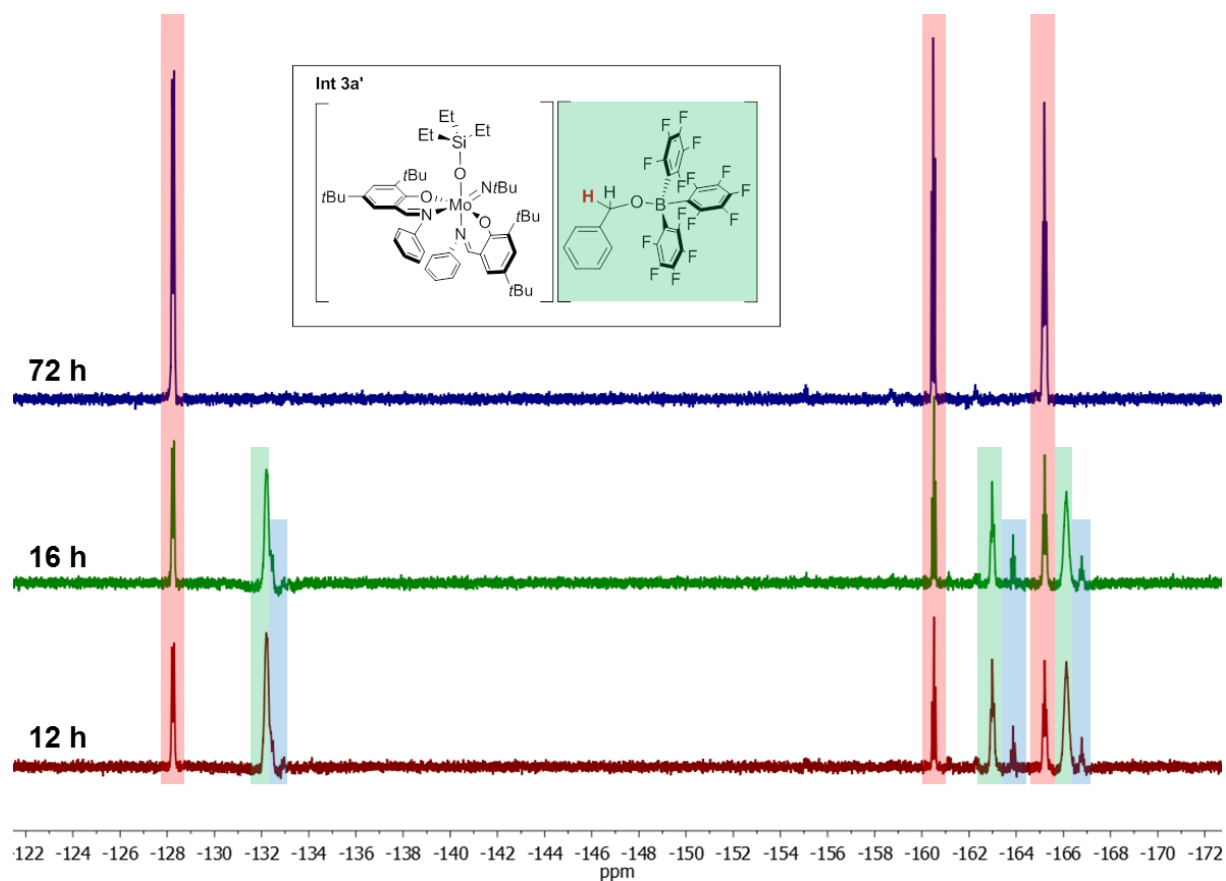 Int 3a'
Et
Et Et
Si
O
tBu
tBu O NtBu
Mo
N O tBu
N
tBu
F
F F
F
F F F
H H F
O B F F
F F
F F
F F
F
72 h
16 h
12 h
-122 -124 -126 -128 -130 -132 -134 -136 -138 -140 -142 -144 -146 -148 -150 -152 -154 -156 -158 -160 -162 -164 -166 -168 -170 -172
ppm